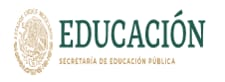 EDUCACIÓN
SECRETARÍA DE EDUCACIÓN PÚBLICA